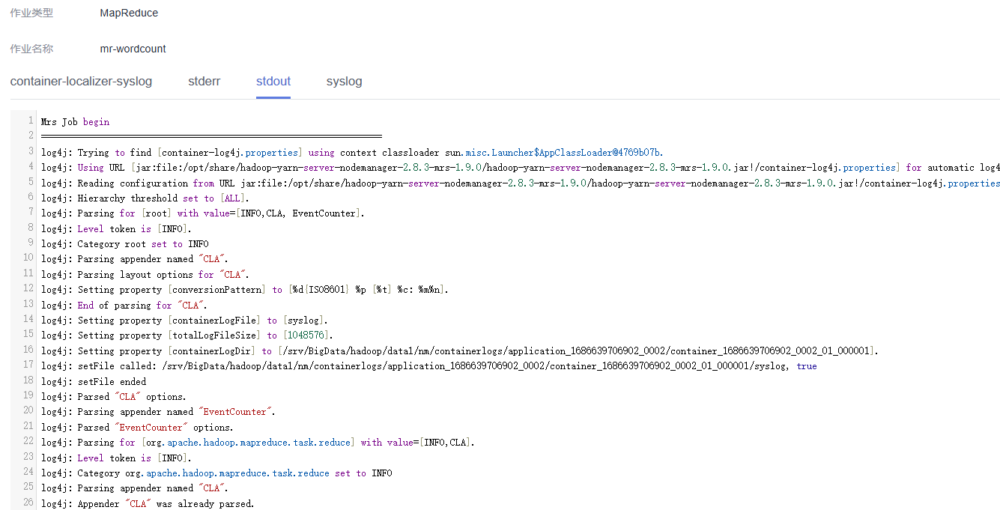 作业类型 MapReduce
作业名称 mr-wordcount
container-localizer-syslog stderr stdout syslog
1 Mrs Job begin
2 =================================================================
3 log4j: Trying to find [container-log4j.properties] using context classloader sun.misc.Launcher$AppClassLoader@4769b07b.
4 log4j: Using URL [jar:file:/opt/share/hadoop-yarn-server-nodemanager-2.8.3-mrs-1.9.0/hadoop-yarn-server-nodemanager-2.8.3-mrs-1.9.0.jar!/container-log4j.properties] for automatic log4
5 log4j: Reading configuration from URL jar:file:/opt/share/hadoop-yarn-server-nodemanager-2.8.3-mrs-1.9.0/hadoop-yarn-server-nodemanager-2.8.3-mrs-1.9.0.jar!/container-log4j.properties
6 log4j: Hierarchy threshold set to [ALL].
7 log4j: Parsing for [root] with value=[INFO,CLA, EventCounter].
8 log4j: Level token is [INFO].
9 log4j: Category root set to INFO
10 log4j: Parsing appender named "CLA".
11 log4j: Parsing layout options for "CLA".
12 log4j: Setting property [conversionPattern] to [%d{ISO8601} %p [%t] %c: %m%n].
13 log4j: End of parsing for "CLA".
14 log4j: Setting property [containerLogFile] to [syslog].
15 log4j: Setting property [totalLogFileSize] to [1048576].
16 log4j: Setting property [containerLogDir] to [/srv/BigData/hadoop/data1/nm/containerlogs/application_1686639706902_0002/container_1686639706902_0002_01_000001].
17 log4j: setFile called: /srv/BigData/hadoop/data1/nm/containerlogs/application_1686639706902_0002/container_1686639706902_0002_01_000001/syslog, true
18 log4j: setFile ended
19 log4j: Parsed "CLA" options.
20 log4j: Parsing appender named "EventCounter".
21 log4j: Parsed "EventCounter" options.
22 log4j: Parsing for [org.apache.hadoop.mapreduce.task.reduce] with value=[INFO,CLA].
23 log4j: Level token is [INFO].
24 log4j: Category org.apache.hadoop.mapreduce.task.reduce set to INFO
25 log4j: Parsing appender named "CLA".
26 log4j: Appender "CLA" was already parsed.